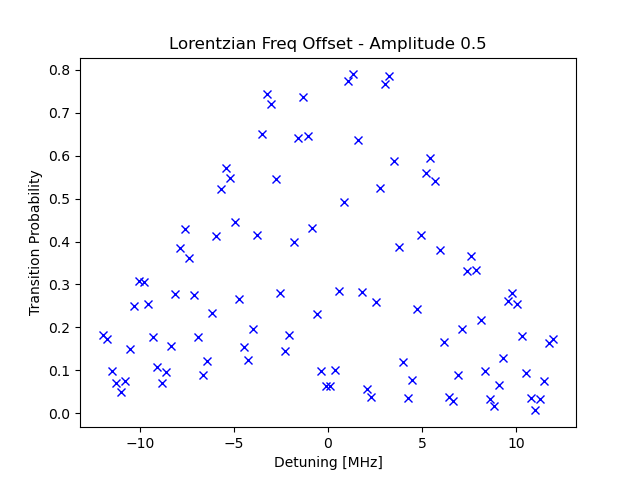 Lorentzian Freq Offset - Amplitude 0.5
0.8
0.7
0.6
0.5
0.4
0.3
0.2
0.1
0.0
Transition Probability
−10 −5 0 5 10
Detuning [MHz]